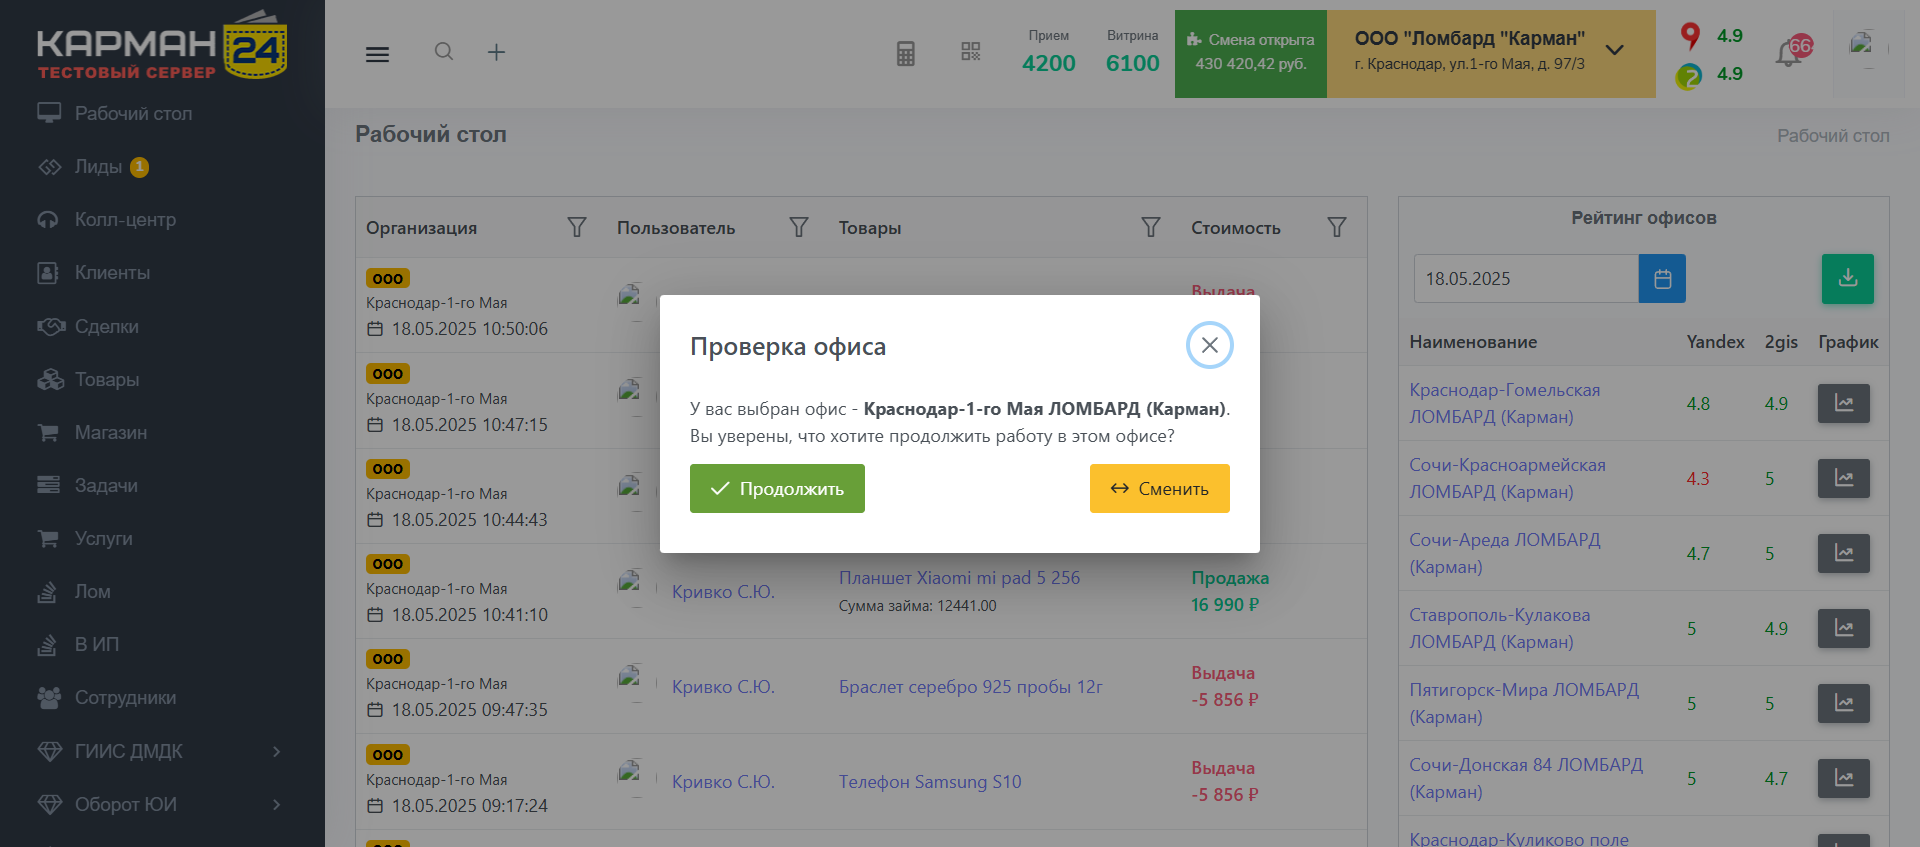 КАРМАН 24
ТЕСТОВЫЙ СЕРВЕР
Рабочий стол
Лиды 1
Колл-центр
Клиенты
Сделки
Товары
Магазин
Задачи
Услуги
Лом
В ИП
Сотрудники
ГИИС ДМДК
Оборот ЮИ
Прием
4200
Витрина
6100
Смена открыта
430 420,42 руб.
ООО "Ломбард "Карман"
г. Краснодар, ул.1-го Мая, д. 97/3
4.9
4.9
Рабочий стол
Рабочий стол
Организация Пользователь Товары Стоимость
ООО
Краснодар-1-го Мая
18.05.2025 10:50:06
Выдача
ООО
Краснодар-1-го Мая
18.05.2025 10:47:15
ООО
Краснодар-1-го Мая
18.05.2025 10:44:43
ООО
Краснодар-1-го Мая
18.05.2025 10:41:10
Кривко С.Ю.
Планшет Xiaomi mi pad 5 256
Сумма займа: 12441.00
Продажа
16 990 ₽
ООО
Краснодар-1-го Мая
18.05.2025 09:47:35
Кривко С.Ю.
Браслет серебро 925 пробы 12г
Выдача
-5 856 ₽
ООО
Краснодар-1-го Мая
18.05.2025 09:17:24
Кривко С.Ю.
Телефон Samsung S10
Выдача
-5 856 ₽
ООО
Проверка офиса
У вас выбран офис - Краснодар-1-го Мая ЛОМБАРД (Карман).
Вы уверены, что хотите продолжить работу в этом офисе?
Продолжить
Сменить
Рейтинг офисов
18.05.2025
Наименование Yandex 2gis График
Краснодар-Гомельская
ЛОМБАРД (Карман)
4.8 4.9
Сочи-Красноармейская
ЛОМБАРД (Карман)
4.3 5
Сочи-Ареда ЛОМБАРД
(Карман)
4.7 5
Ставрополь-Кулакова
ЛОМБАРД (Карман)
5 4.9
Пятигорск-Мира ЛОМБАРД
(Карман)
5 5
Сочи-Донская 84 ЛОМБАРД
(Карман)
5 4.7
Краснодар-Куликово поле